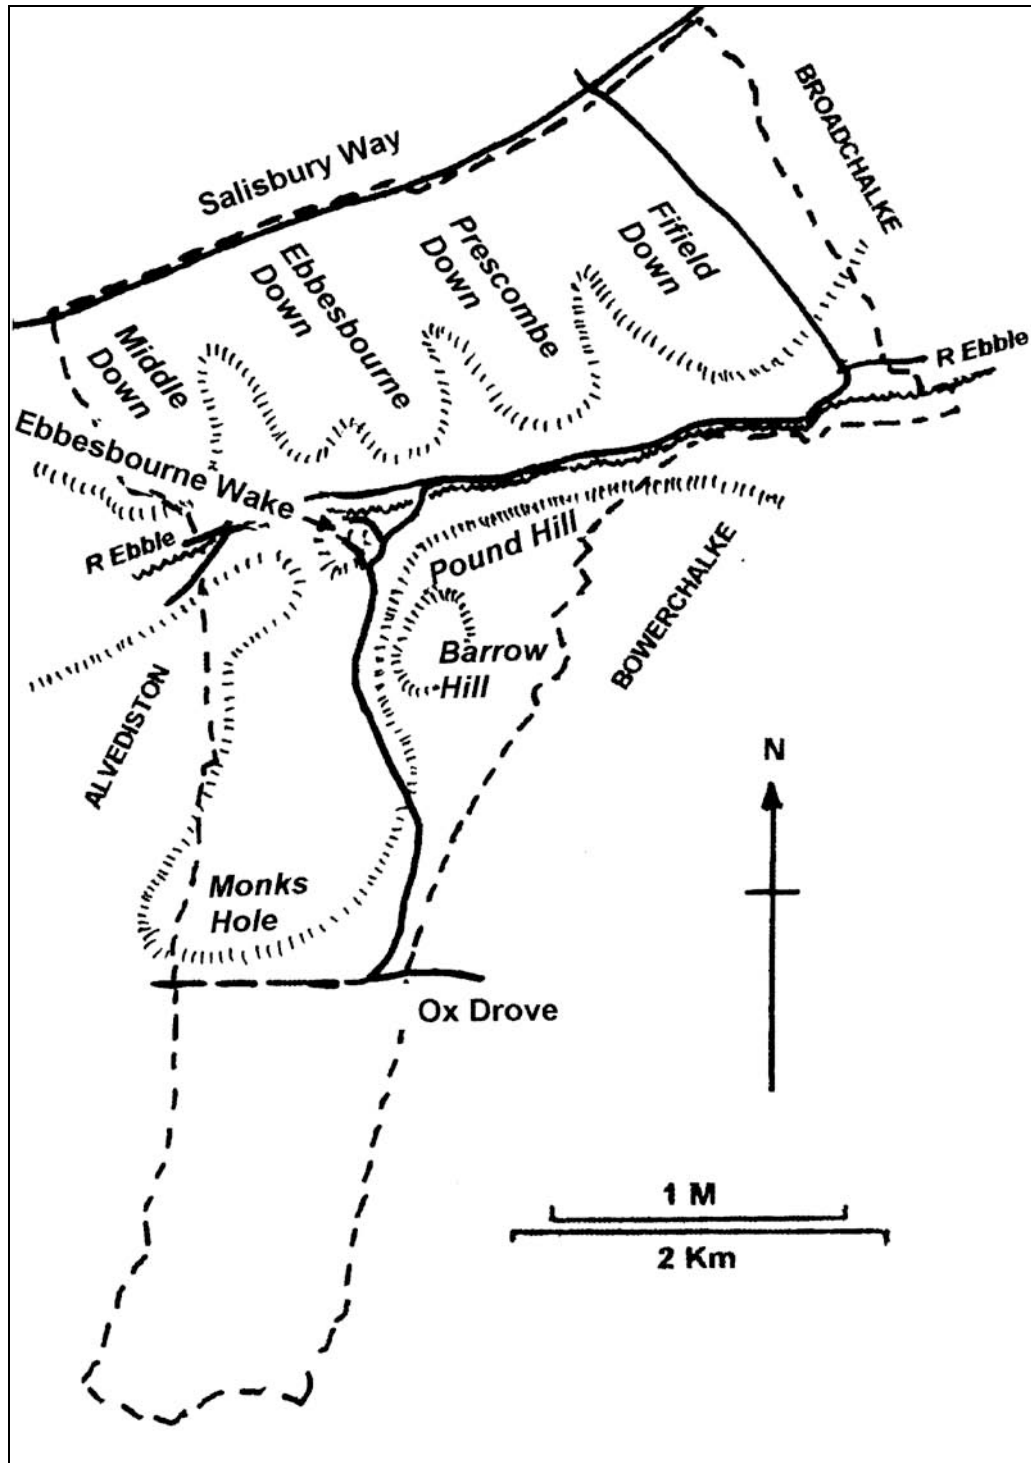 Salisbury Way
BROADCHALKE
Fifield
Down
Prescombe
Down
Ebbesbourne
Down
Middle
Down
R Ebble
Ebbesbourne Wake
R Ebble
Pound Hill
BOWERCHALKE
Barrow
Hill
ALVEDISTON
N
Monks
Hole
Ox Drove
1 M
2 Km